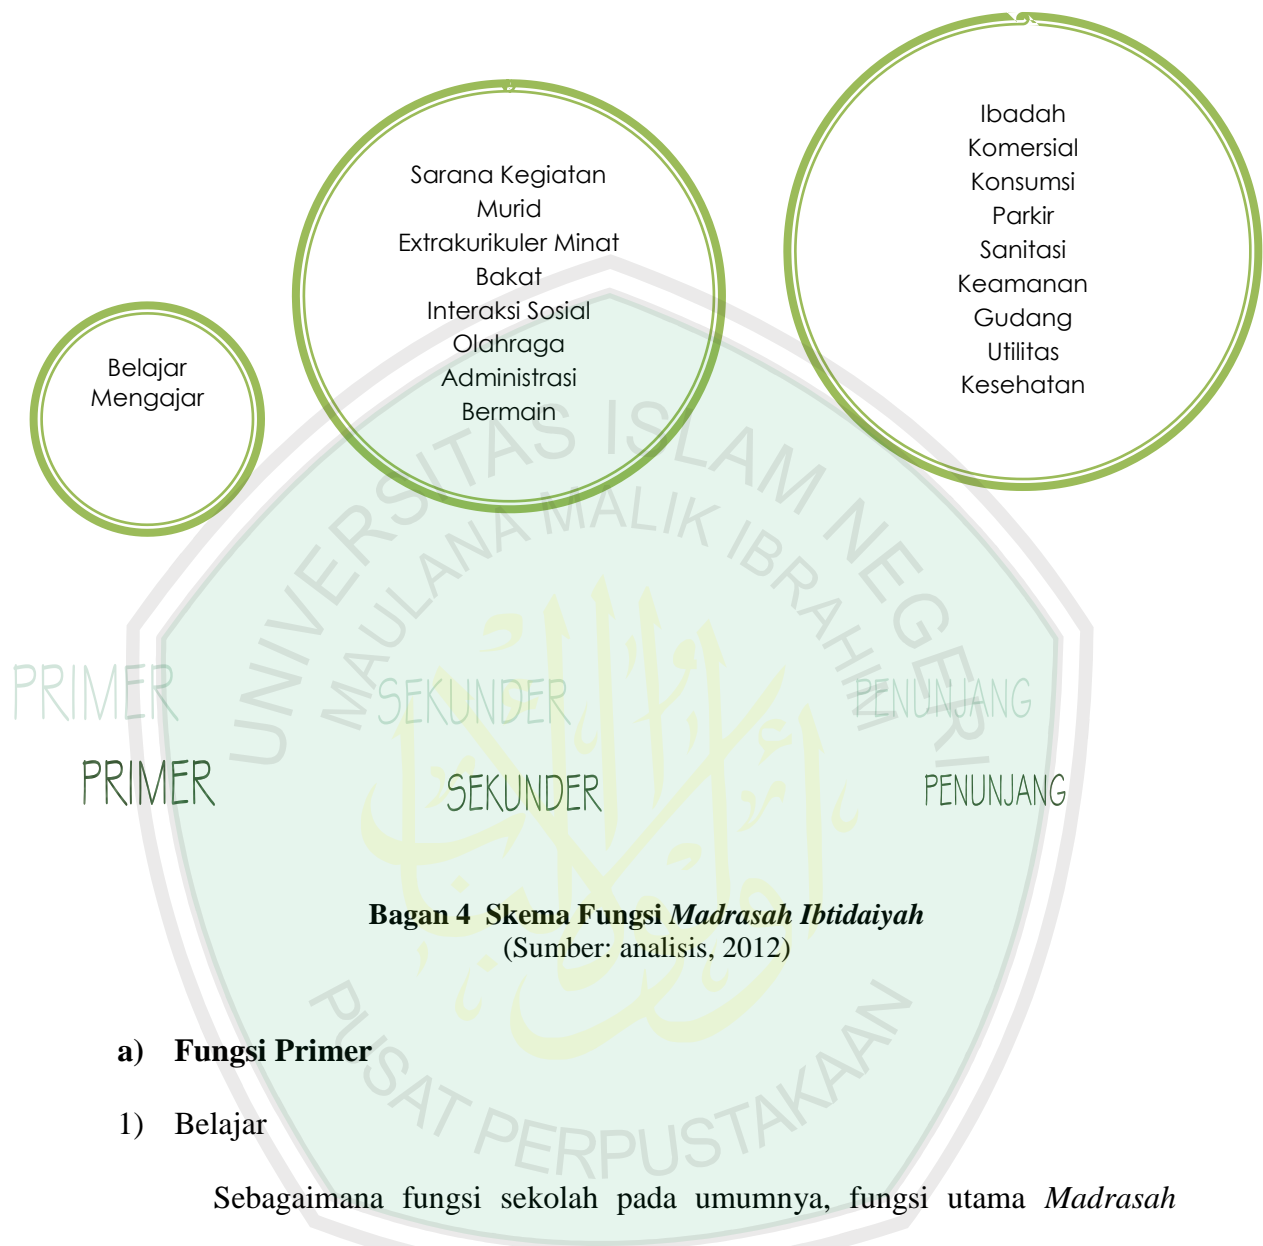 Belajar
Mengajar
Sarana Kegiatan
Murid
Extrakurikuler Minat
Bakat
Interaksi Sosial
Olahraga
Administrasi
Bermain
Ibadah
Komersial
Konsumsi
Parkir
Sanitasi
Keamanan
Gudang
Utilitas
Kesehatan
UNIVERSITAS ISLAM NEGERI
MAULANA MALIK IBRAHIM
PRIMER
SEKUNDER
PENUNJANG
PRIMER
SEKUNDER
PENUNJANG
Bagan 4 Skema Fungsi Madrasah Ibtidaiyah
(Sumber: analisis, 2012)
PUSAT PERPUSTAKAAN
a) Fungsi Primer
1) Belajar
Sebagaimana fungsi sekolah pada umumnya, fungsi utama Madrasah